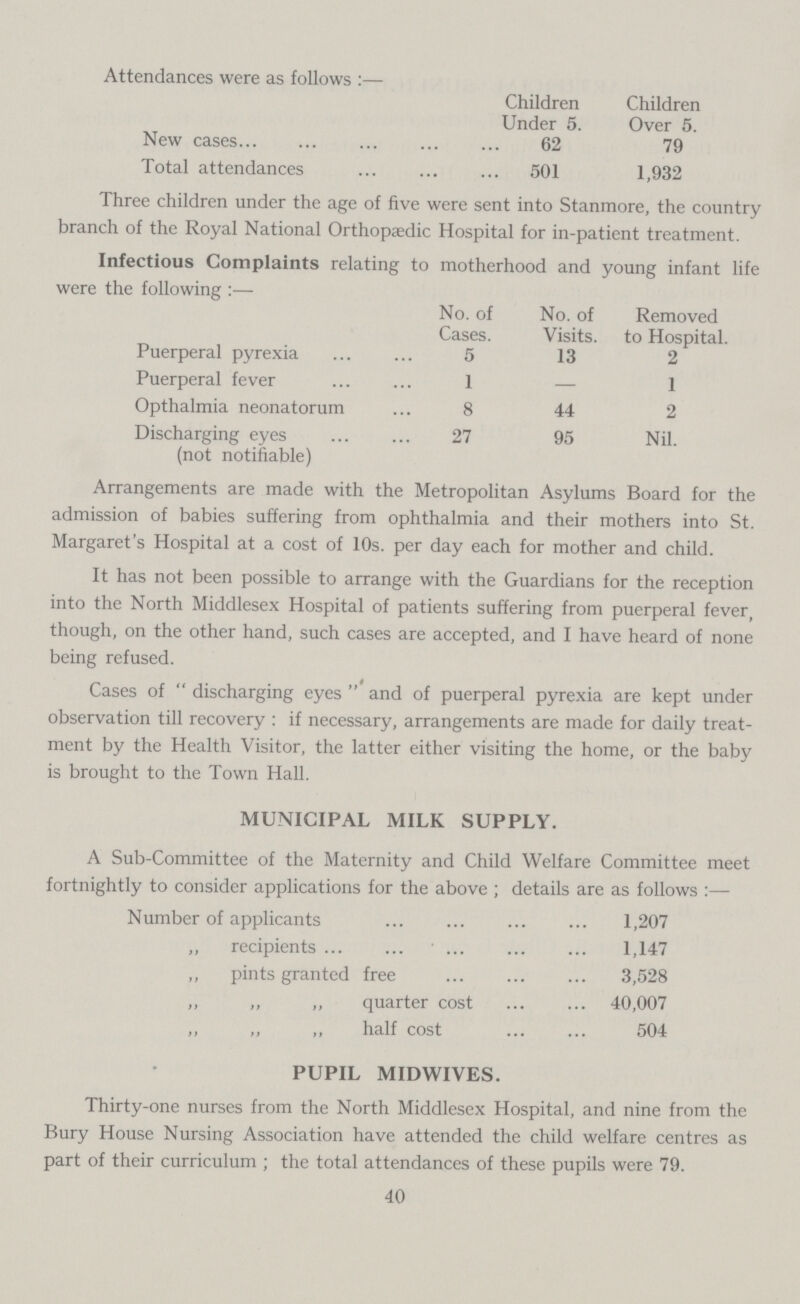 Attendances were as follows :—
Children Children
Under 5. Over 5.
New cases... ... ... ... ... 62 79
Total attendances ... ... ... 501 1,932
Three children under the age of five were sent into Stanmore, the country
branch of the Royal National Orthopædic Hospital for in-patient treatment.
Infectious Complaints relating to motherhood and young infant life
were the following :—
No. of No. of Removed
Cases. Visits. to Hospital.
Puerperal pyrexia ... ... 5 13 2
Puerperal fever ... ... 1 — 1
Opthalmia neonatorum ... 8 44 2
Discharging eyes ... ... 27 95 Nil.
(not notifiable)
Arrangements are made with the Metropolitan Asylums Board for the
admission of babies suffering from ophthalmia and their mothers into St.
Margaret's Hospital at a cost of 10s. per day each for mother and child.
It has not been possible to arrange with the Guardians for the reception
into the North Middlesex Hospital of patients suffering from puerperal fever,
though, on the other hand, such cases are accepted, and I have heard of none
being refused.
Cases of " discharging eyes " and of puerperal pyrexia are kept under
observation till recovery : if necessary, arrangements are made for daily treat-
ment by the Health Visitor, the latter either visiting the home, or the baby
is brought to the Town Hall.
MUNICIPAL MILK SUPPLY.
A Sub-Committee of the Maternity and Child Welfare Committee meet
fortnightly to consider applications for the above ; details are as follows :—
Number of applicants ... ... ... ... 1,207
,, recipients ... ... ... ... ... 1,147
,, pints granted free ... ... ... 3,528
,, ,, ,, quarter cost ... ... 40,007
,, ,, ,, half cost ... ... 504
PUPIL MIDWIVES.
Thirty-one nurses from the North Middlesex Hospital, and nine from the
Bury House Nursing Association have attended the child welfare centres as
part of their curriculum ; the total attendances of these pupils were 79.
40